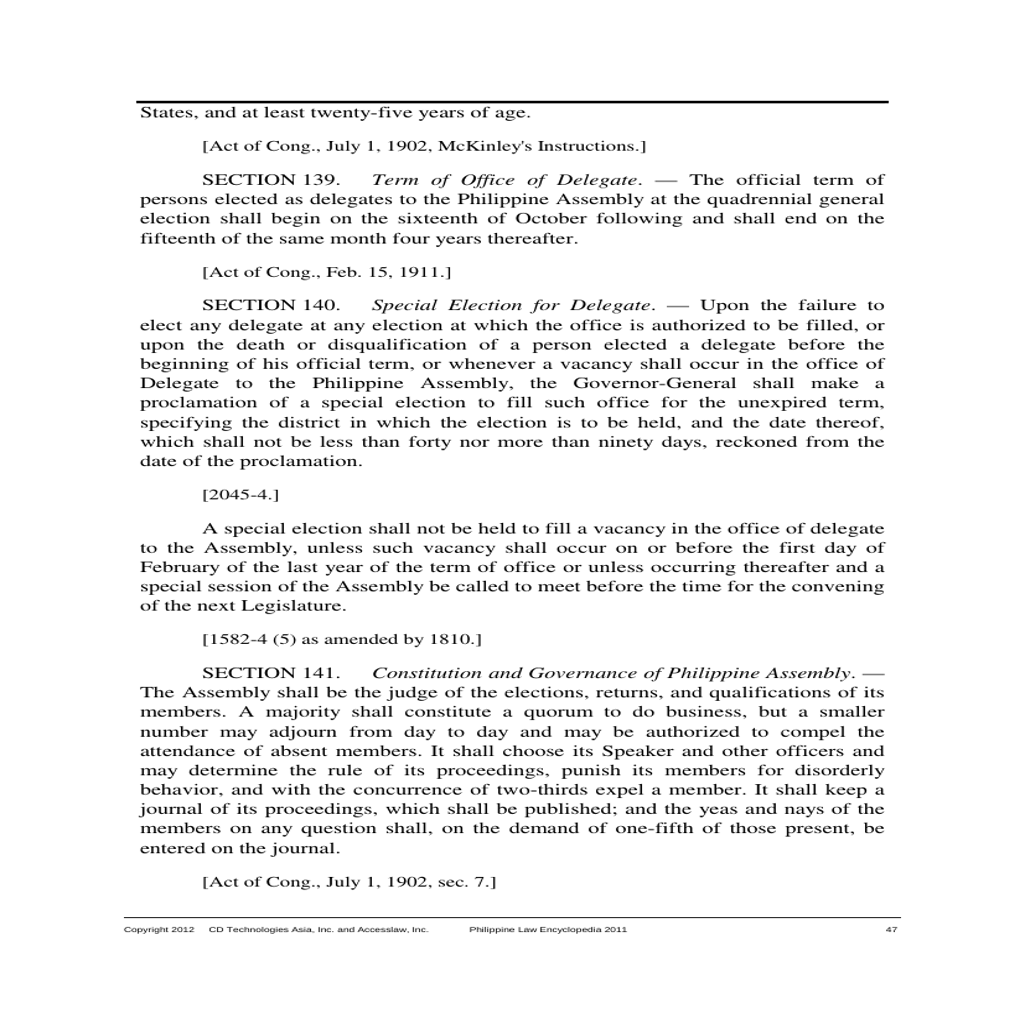 States, and at least twenty-five years of age.
[Act of Cong., July 1, 1902, McKinley's Instructions.]
SECTION 139. Term of Office of Delegate. — The official term of
persons elected as delegates to the Philippine Assembly at the quadrennial general
election shall begin on the sixteenth of October following and shall end on the
fifteenth of the same month four years thereafter.
[Act of Cong., Feb. 15, 1911.]
SECTION 140. Special Election for Delegate. — Upon the failure to
elect any delegate at any election at which the office is authorized to be filled, or
upon the death or disqualification of a person elected a delegate before the
beginning of his official term, or whenever a vacancy shall occur in the office of
Delegate to the Philippine Assembly, the Governor-General shall make a
proclamation of a special election to fill such office for the unexpired term,
specifying the district in which the election is to be held, and the date thereof,
which shall not be less than forty nor more than ninety days, reckoned from the
date of the proclamation.
[2045-4.]
A special election shall not be held to fill a vacancy in the office of delegate
to the Assembly, unless such vacancy shall occur on or before the first day of
February of the last year of the term of office or unless occurring thereafter and a
special session of the Assembly be called to meet before the time for the convening
of the next Legislature.
[1582-4 (5) as amended by 1810.]
SECTION 141. Constitution and Governance of Philippine Assembly. —
The Assembly shall be the judge of the elections, returns, and qualifications of its
members. A majority shall constitute a quorum to do business, but a smaller
number may adjourn from day to day and may be authorized to compel the
attendance of absent members. It shall choose its Speaker and other officers and
may determine the rule of its proceedings, punish its members for disorderly
behavior, and with the concurrence of two-thirds expel a member. It shall keep a
journal of its proceedings, which shall be published; and the yeas and nays of the
members on any question shall, on the demand of one-fifth of those present, be
entered on the journal.
[Act of Cong., July 1, 1902, sec. 7.]
Copyright 2012 CD Technologies Asia, Inc. and Accesslaw, Inc. Philippine Law Encyclopedia 2011 47